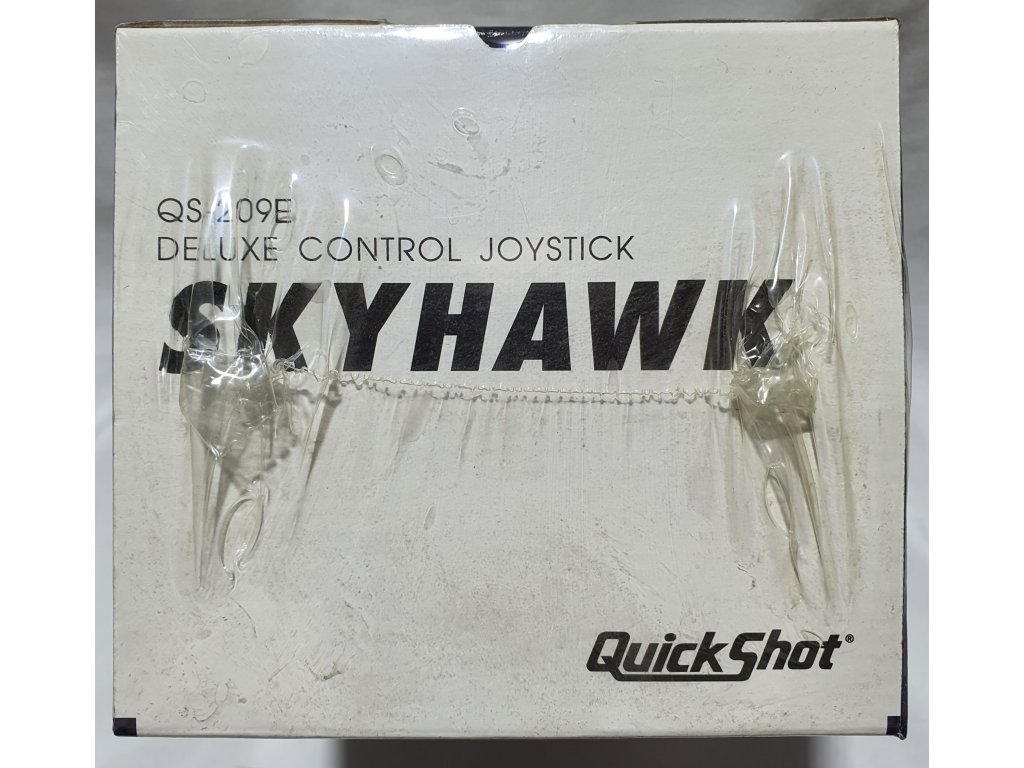 QS-209E
DELUXE CONTROL JOYSTICK
SKYHAWK
QuickShot®